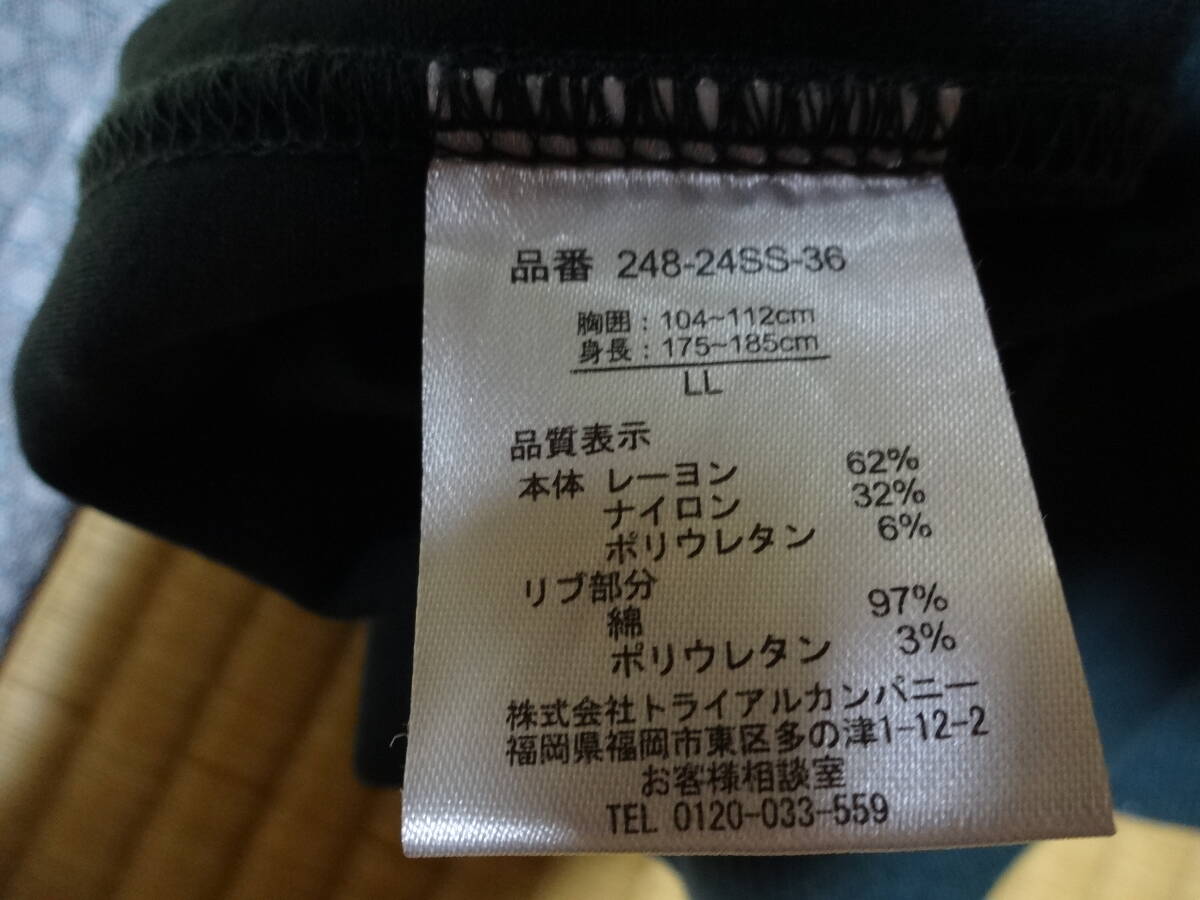 品番 248-24SS-36
胸囲：104~112cm
身長：175~185cm
LL
品質表示
本体 レーヨン 62%
ナイロン 32%
ポリウレタン 6%
リブ部分
綿 97%
ポリウレタン 3%
株式会社トライアルカンパニー
福岡県福岡市東区多の津1-12-2
お客様相談室
TEL 0120-033-559